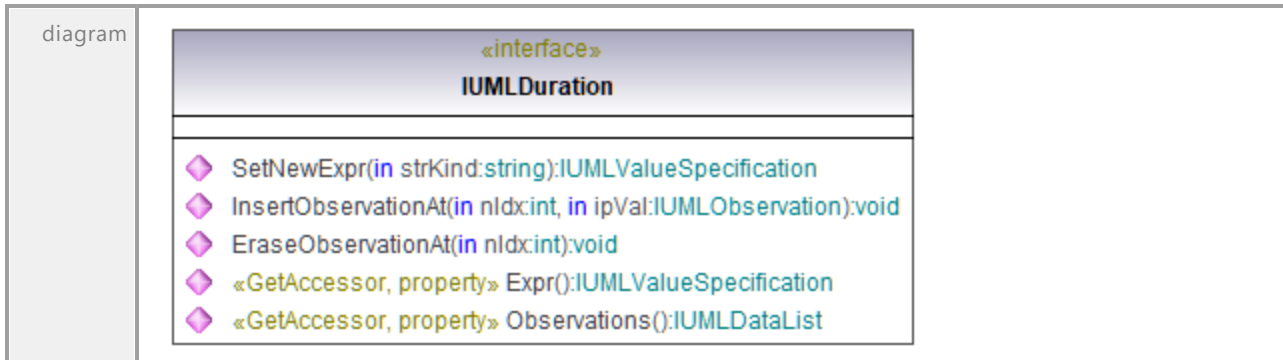 diagram
«interface»
IUMLDuration
SetNewExpr(in strKind:string):IUMLValueSpecification
InsertObservationAt(in nIdx:int, in ipVal:IUMLObservation):void
EraseObservationAt(in nIdx:int):void
«GetAccessor, property» Expr():IUMLValueSpecification
«GetAccessor, property» Observations():IUMLDataList